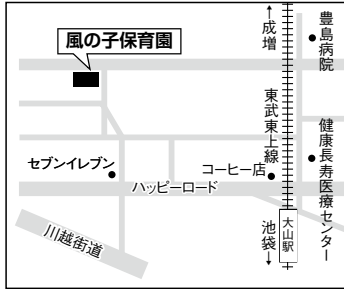 風の子保育園
↑成増
豊島病院
東武東上線
健康長寿医療センター
セブンイレブン
コーヒー店
ハッピーロード
川越街道
大山駅
池袋↓